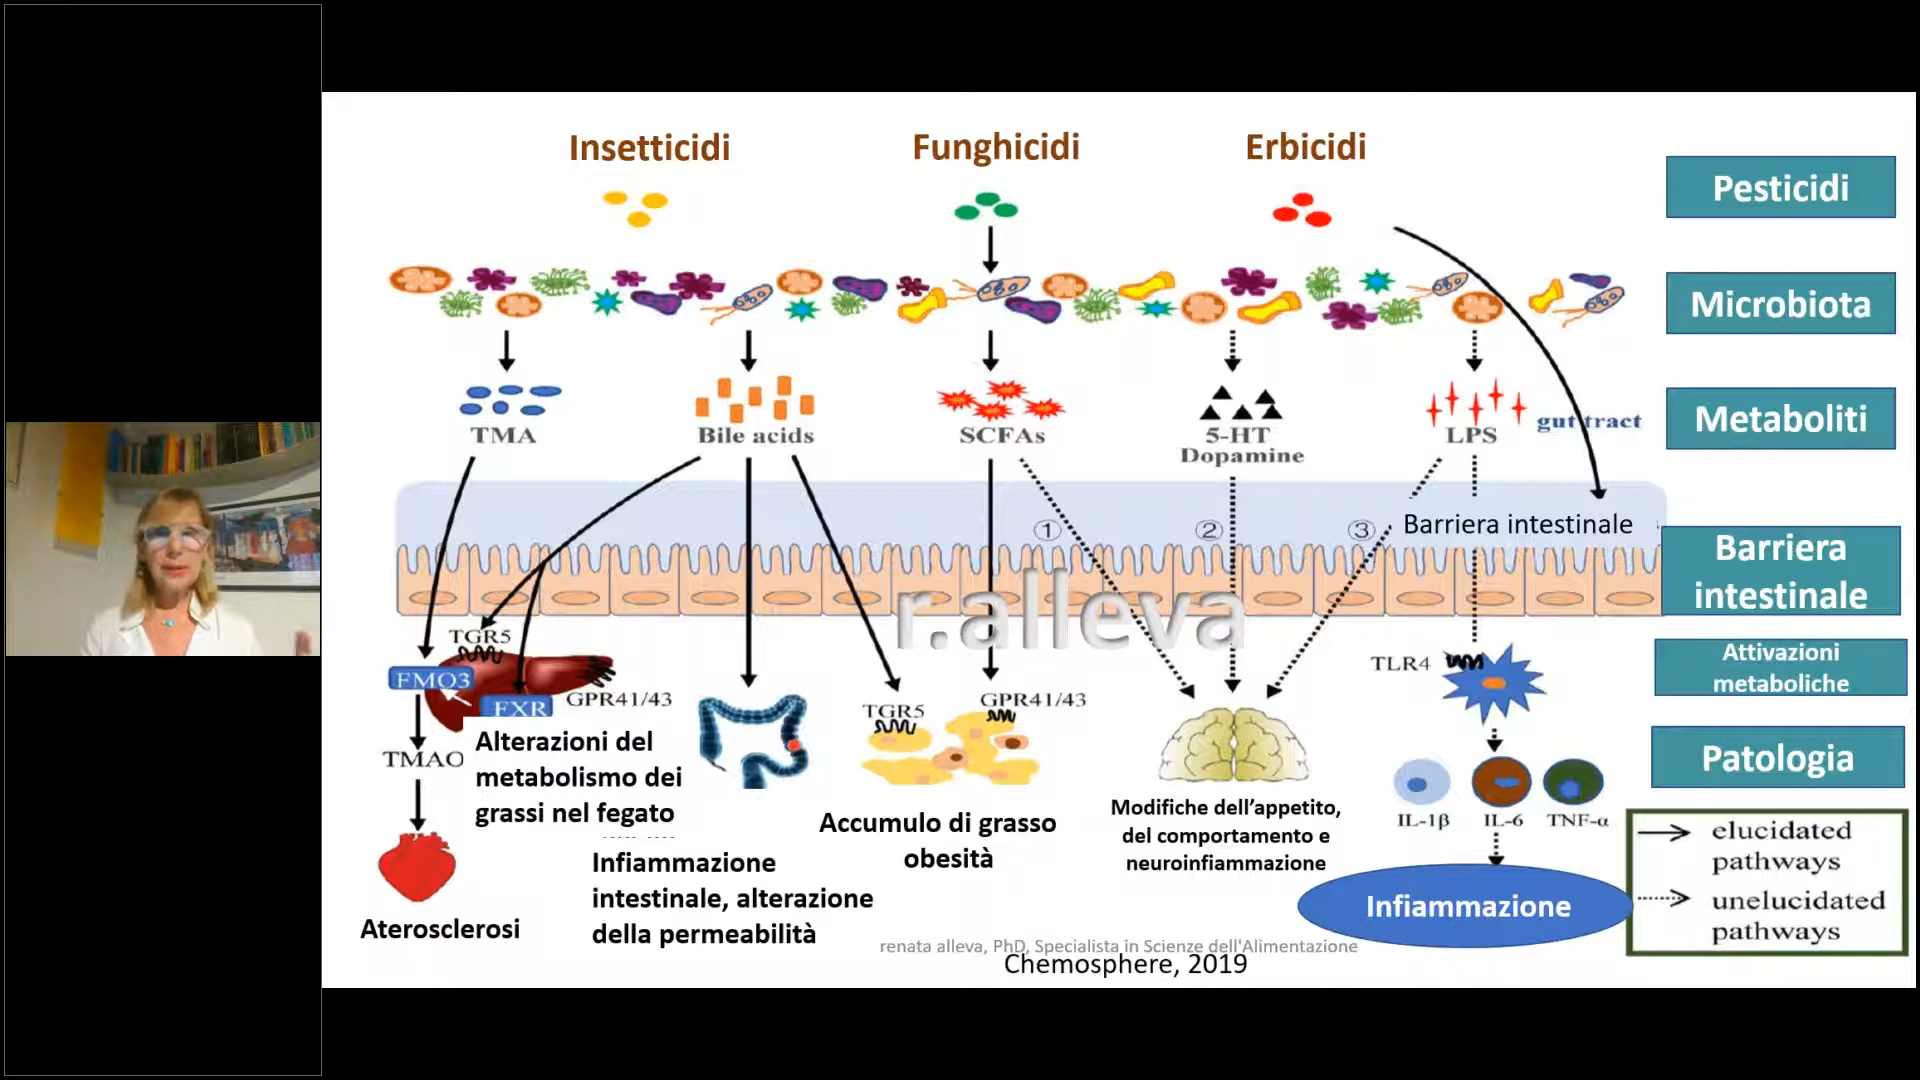 Insetticidi
Funghicidi
Erbicidi
Pesticidi
Microbiota
Metaboliti
TMA
Bile acids
SCFAs
5-HT
Dopamine
LPS
gut tract
1
2
3
Barriera intestinale
Barriera
intestinale
r.alleva
TGR5
FMO3
FXR
GPR41/43
TGR5
GPR41/43
TLR4
Attivazioni
metaboliche
TMAO
Alterazioni del
metabolismo dei
grassi nel fegato
Patologia
Accumulo di grasso
obesità
Modifiche dell'appetito,
del comportamento e
neuroinfiammazione
IL-1β
IL-6
TNF-α
Infiammazione
intestinale, alterazione
della permeabilità
Aterosclerosi
Infiammazione
elucidated
pathways
unelucidated
pathways
renata alleva, PhD, Specialista in Scienze dell'Alimentazione
Chemosphere, 2019